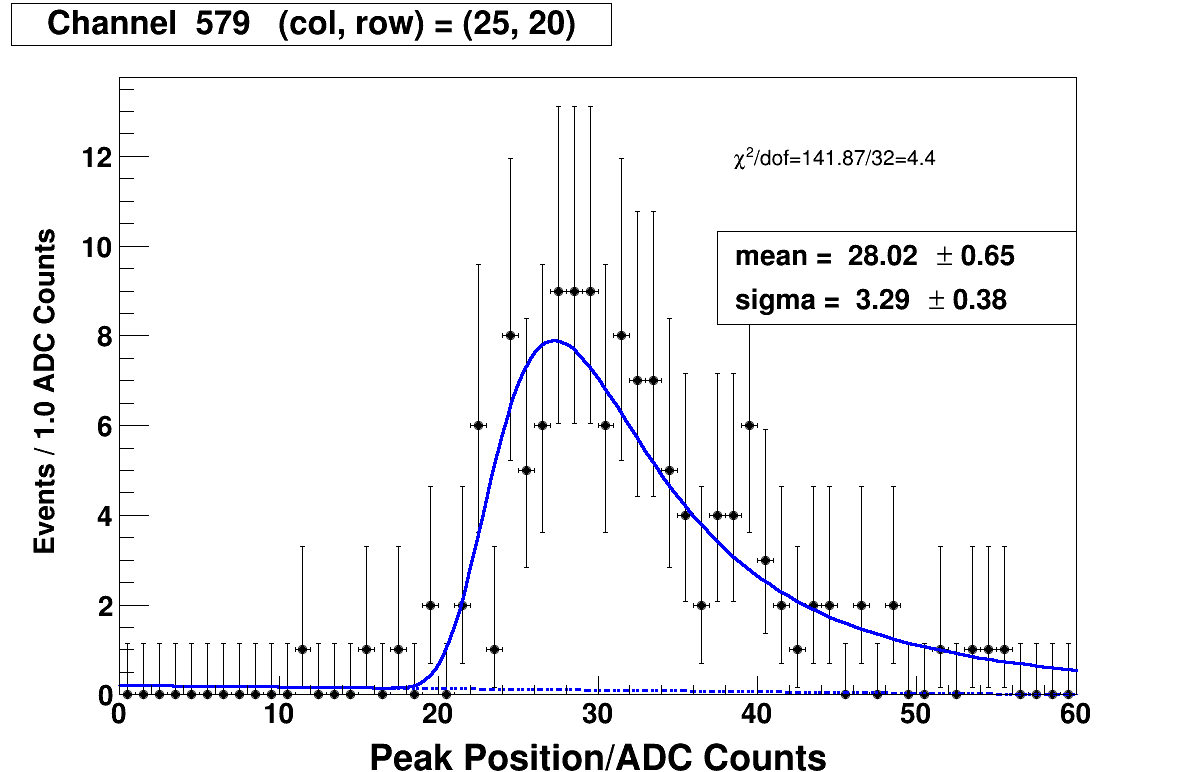 Channel 579 (col, row) = (25, 20)
χ²/dof=141.87/32=4.4
mean = 28.02 ± 0.65
sigma = 3.29 ± 0.38
Events / 1.0 ADC Counts
12
10
8
6
4
2
0
0 10 20 30 40 50 60
Peak Position/ADC Counts